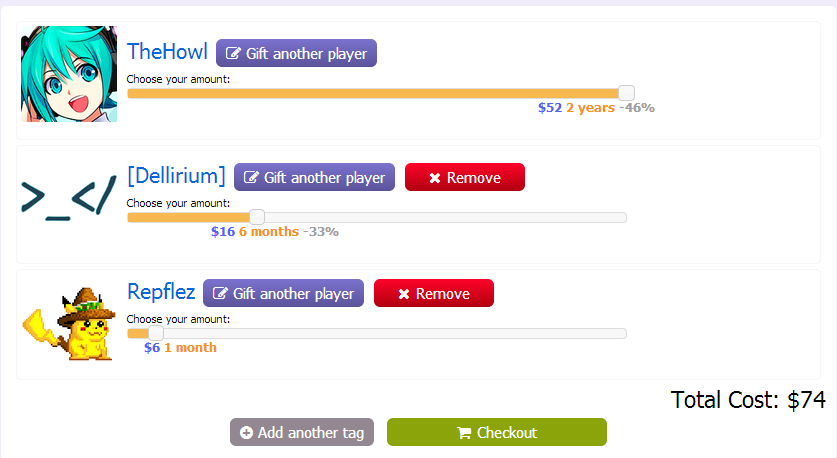 TheHowl Gift another player
Choose your amount:
$52 2 years -46%
>_</
[Dellirium] Gift another player Remove
Choose your amount:
$16 6 months -33%
Repflez Gift another player Remove
Choose your amount:
$6 1 month
Total Cost: $74
Add another tag Checkout